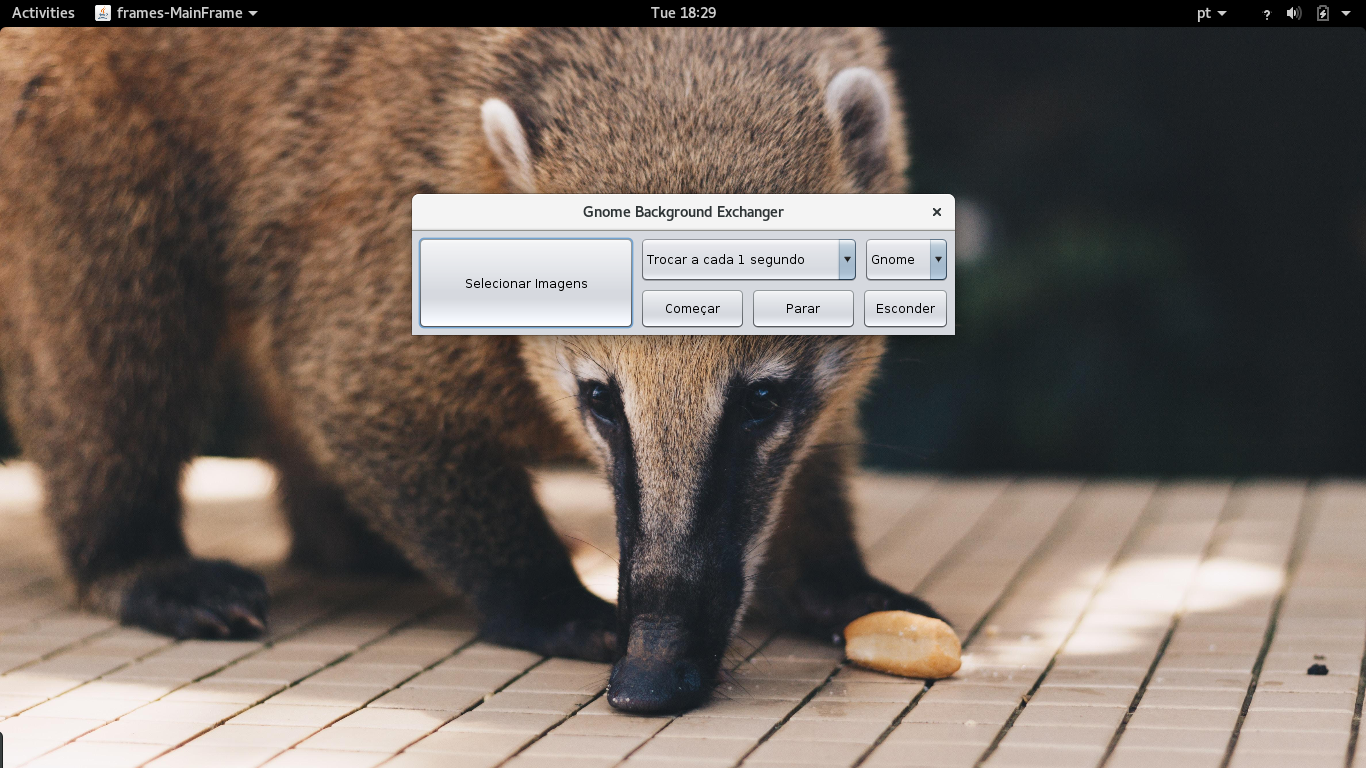 Activities frames-MainFrame Tue 18:29 pt ?
Gnome Background Exchanger
Selecionar Imagens
Trocar a cada 1 segundo Gnome
Começar Parar Esconder